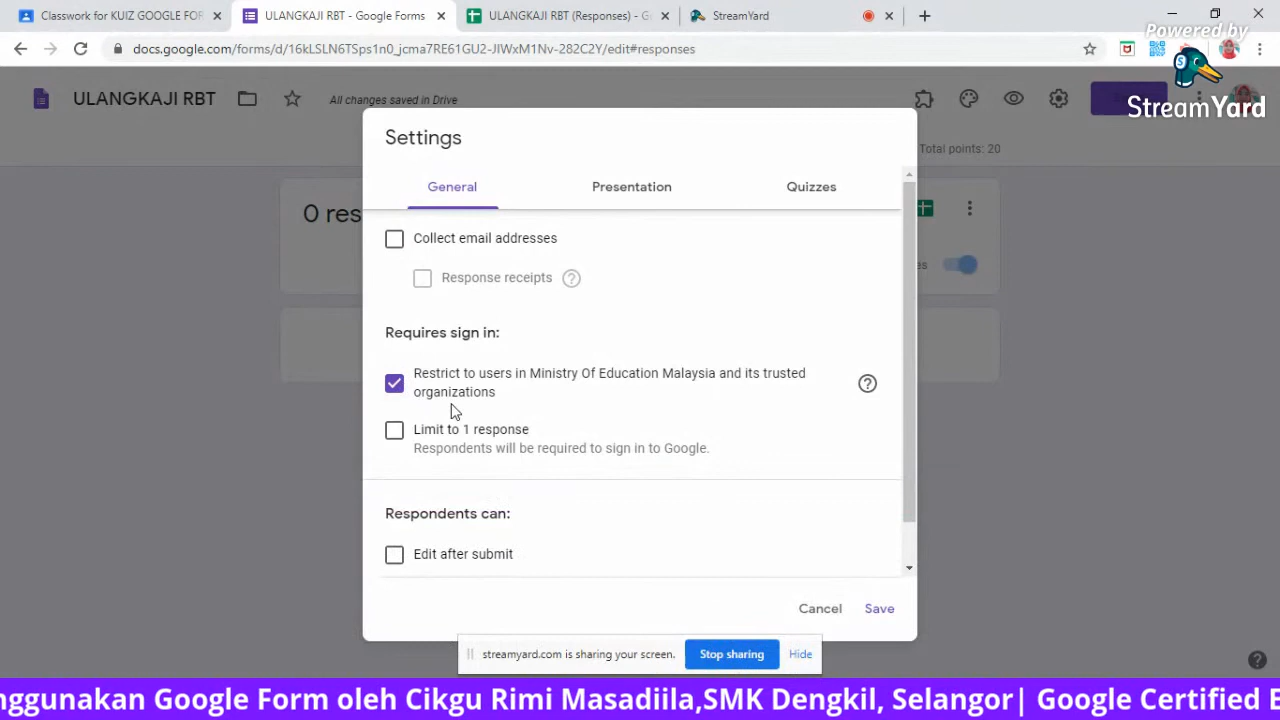 Classwork for KUIZ GOOGLE FOR
ULANGKAJI RBT - Google Forms
ULANGKAJI RBT (Responses) - G
StreamYard
docs.google.com/forms/d/16kLSLN6TSps1n0_jcma7RE61GU2-JIWxM1Nv-282C2Y/edit#responses
Powered by
StreamYard
ULANGKAJI RBT
All changes saved in Drive
Total points: 20
0 res
es
Settings
General
Presentation
Quizzes
Collect email addresses
Response receipts
Requires sign in:
Restrict to users in Ministry Of Education Malaysia and its trusted
organizations
Limit to 1 response
Respondents will be required to sign in to Google.
Respondents can:
Edit after submit
Cancel
Save
streamyard.com is sharing your screen.
Stop sharing
Hide
nggunakan Google Form oleh Cikgu Rimi Masadiila,SMK Dengkil, Selangor| Google Certified E